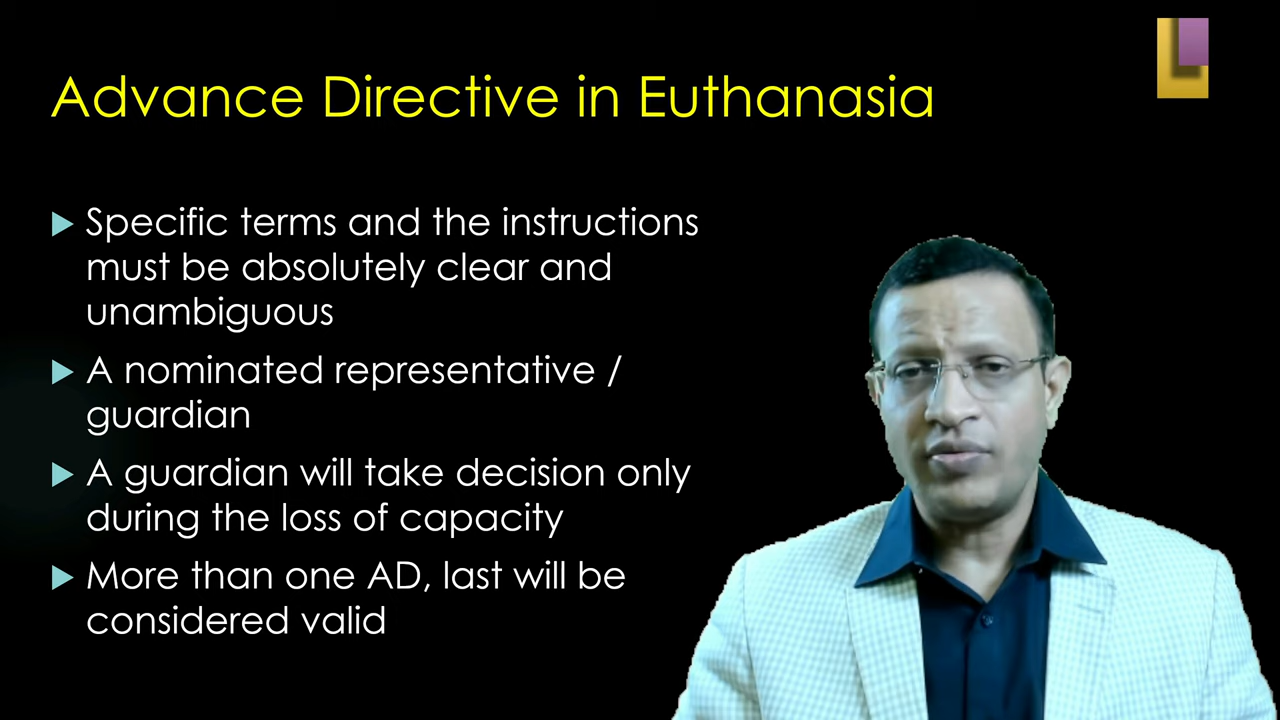 Advance Directive in Euthanasia
Specific terms and the instructions
must be absolutely clear and
unambiguous
A nominated representative /
guardian
A guardian will take decision only
during the loss of capacity
More than one AD, last will be
considered valid